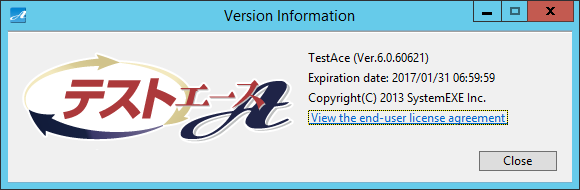 Version Information
テストエース
A
TestAce (Ver.6.0.60621)
Expiration date: 2017/01/31 06:59:59
Copyright(C) 2013 SystemEXE Inc.
View the end-user license agreement
Close